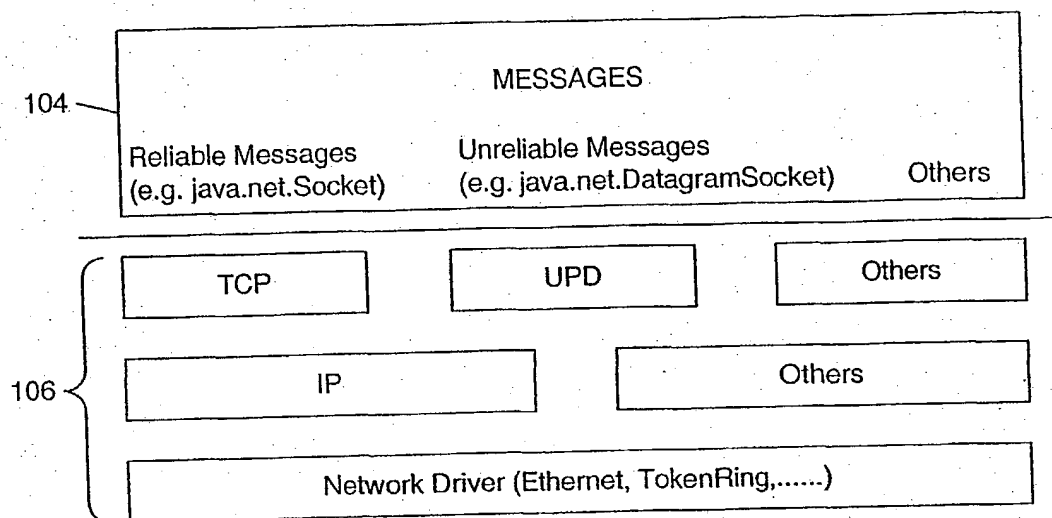 MESSAGES
104
Reliable Messages
(e.g. java.net.Socket)
Unreliable Messages
(e.g. java.net.DatagramSocket)
Others
106
TCP
UPD
Others
IP
Others
Network Driver (Ethernet, TokenRing,......)